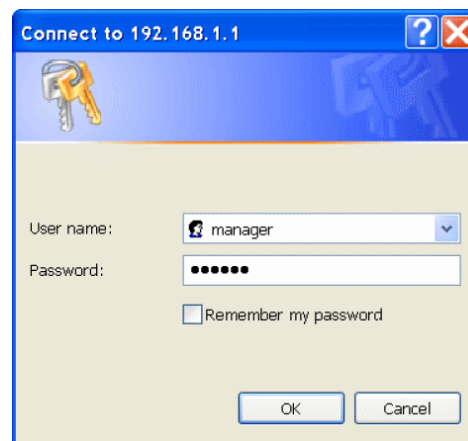 Connect to 192.168.1.1
User name:
manager
Password:
••••••
Remember my password
OK
Cancel